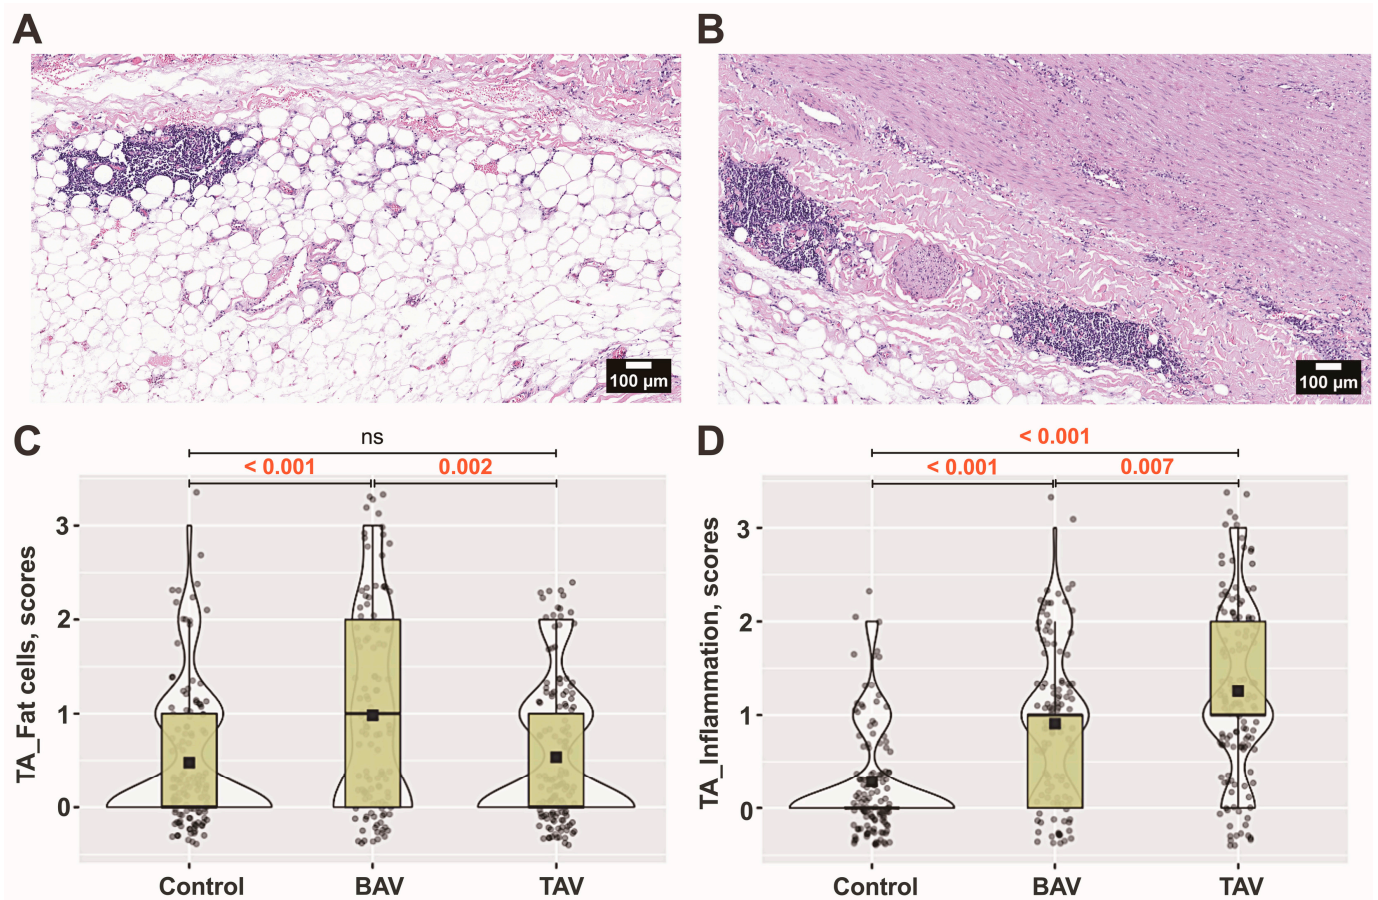 A
B
100 µm
100 µm
C
ns
< 0.001
0.002
TA_Fat cells, scores
3
2
1
0
Control
BAV
TAV
D
< 0.001
< 0.001
0.007
TA_Inflammation, scores
3
2
1
0
Control
BAV
TAV